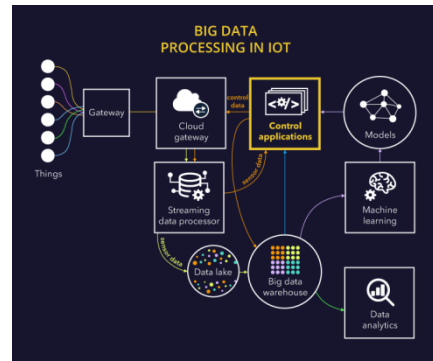 BIG DATA
PROCESSING IN IOT
Gateway
Things
Cloud
gateway
control
data
Control
applications
Models
sensor data
Streaming
data processor
Machine
learning
sensor data
Data lake
Big data
warehouse
Data
analytics